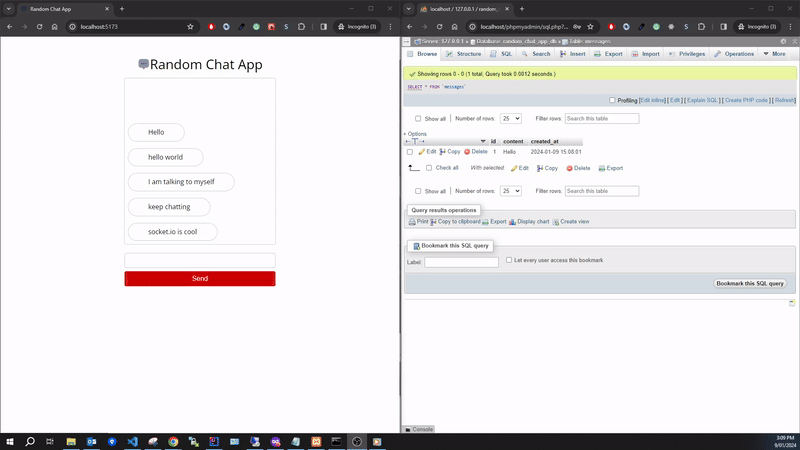 Random Chat App
localhost:5173
Incognito (3)
💬Random Chat App
Hello
hello world
I am talking to myself
keep chatting
socket.io is cool
Send
localhost / 127.0.0.1 / random_
localhost/phpmyadmin/sql.php?...
Incognito (3)
Server: 127.0.0.1 » Database: random_chat_app_db » Table: messages
Browse Structure SQL Search Insert Export Import Privileges Operations More
Showing rows 0 - 0 (1 total, Query took 0.0012 seconds.)
SELECT * FROM `messages`
Profiling [Edit inline] [ Edit ] [ Explain SQL ] [ Create PHP code ] [ Refresh]
Show all Number of rows: 25 Filter rows: Search this table
+ Options
←T→ id content created_at
Edit Copy Delete 1 Hello 2024-01-09 15:08:01
Check all With selected: Edit Copy Delete Export
Show all Number of rows: 25 Filter rows: Search this table
Query results operations
Print Copy to clipboard Export Display chart Create view
Bookmark this SQL query
Label: Let every user access this bookmark
Bookmark this SQL query
Console
3:09 PM
9/01/2024